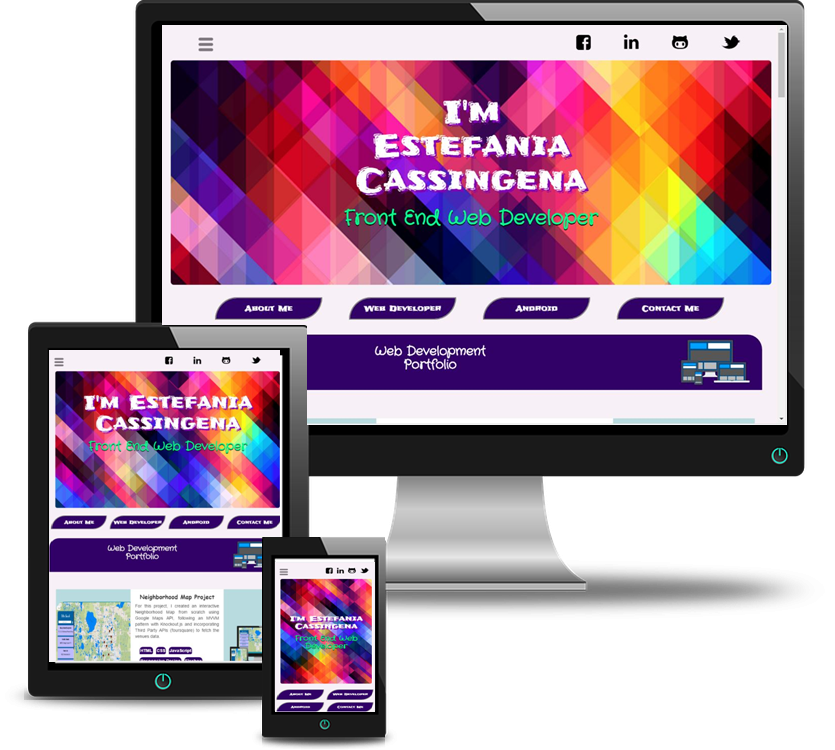 I'm
Estefania
Cassingena
Front End Web Developer
About Me
Web Developer
Android
Contact Me
Web Development
Portfolio
I'm Estefania
Cassingena
Front End Web Developer
About Me
Web Developer
Android
Contact Me
Web Development
Portfolio
Neighborhood Map Project
For this project, I created an interactive
Neighborhood Map from scratch using
Google Maps API, following an MVVM
pattern with Knockout.js and incorporating
Third Party APIs (Foursquare) to fetch the
venues data.
HTML
CSS
JavaScript
I'm Estefania
Cassingena
Front End Web
Developer
About Me
Web Developer
Android
Contact Me